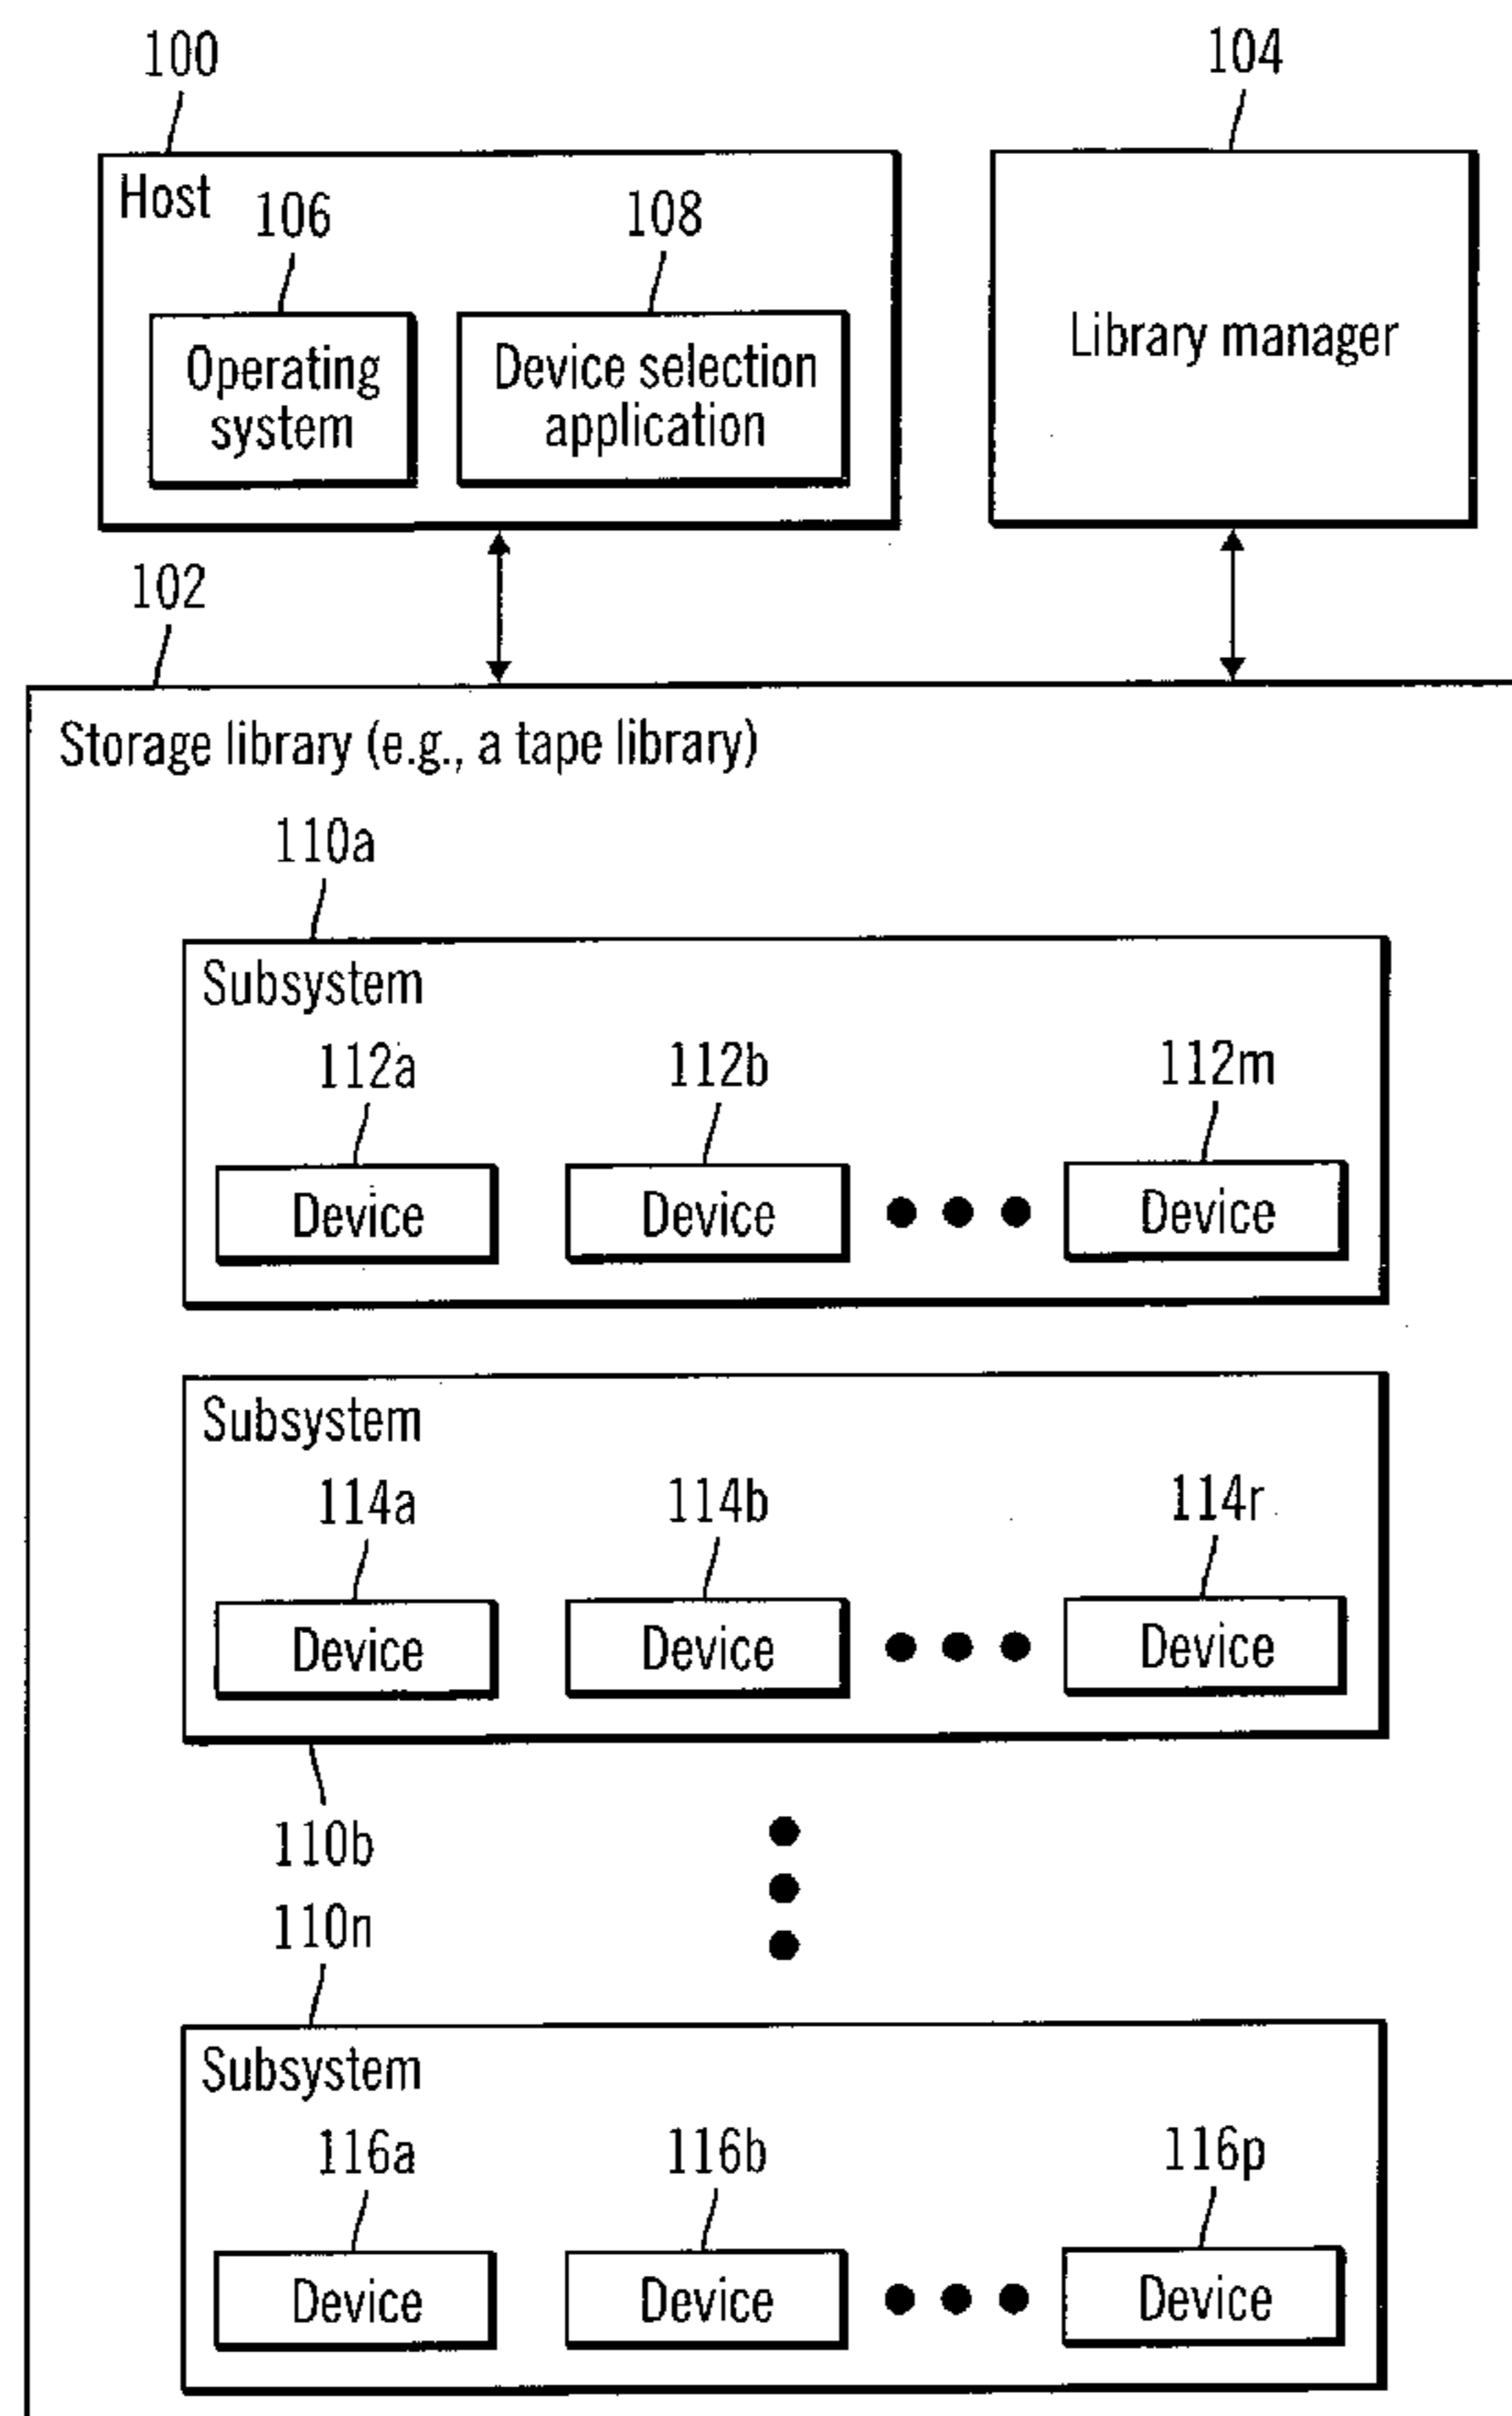 100
104
Host
106
108
Operating
system
Device selection
application
Library manager
102
Storage library (e.g., a tape library)
110a
Subsystem
112a
112b
112m
Device
Device
Device
Subsystem
114a
114b
114r
Device
Device
Device
110b
110n
Subsystem
116a
116b
116p
Device
Device
Device